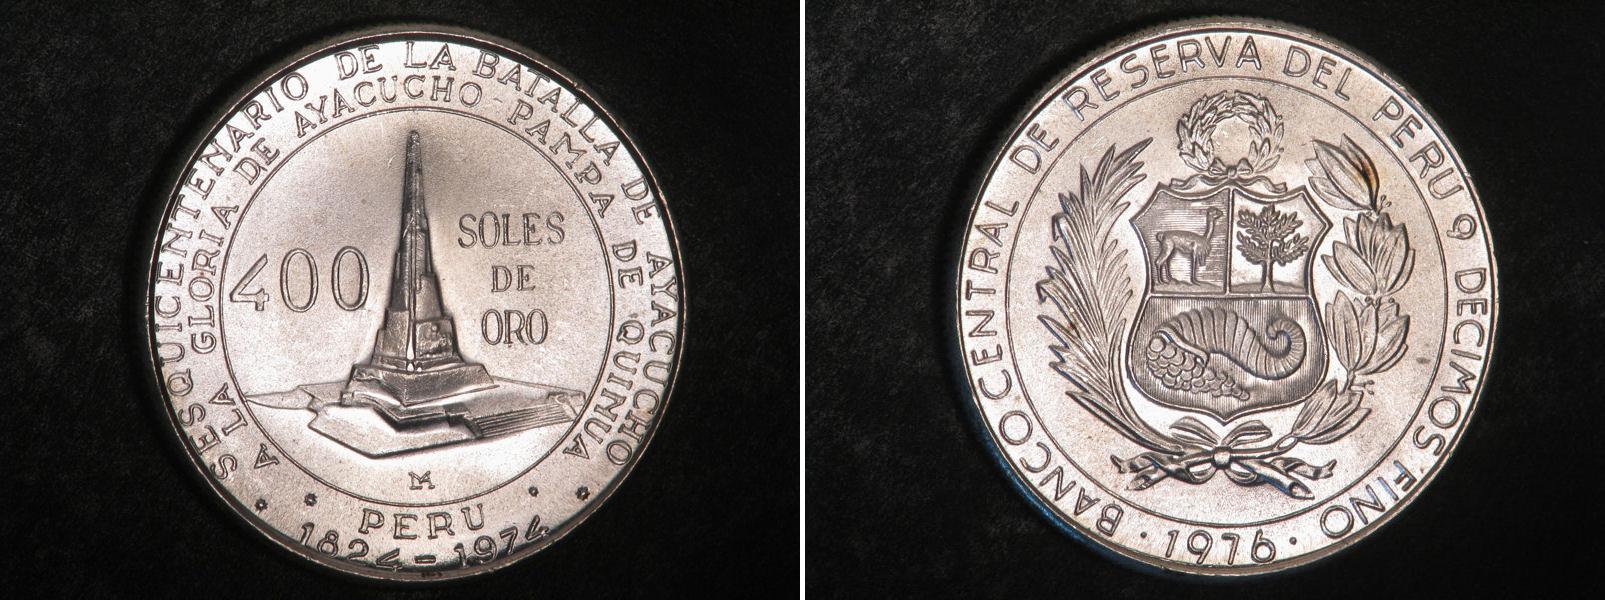 SESQUICENTENARIO DE LA BATALLA DE AYACUCHO
A LA GLORIA DE AYACUCHO - PAMPA DE QUINUA
400
SOLES
DE
ORO
M
PERU
1824 - 1974
BANCO CENTRAL DE RESERVA DEL PERU 9 DECIMOS FINO
· 1976 ·